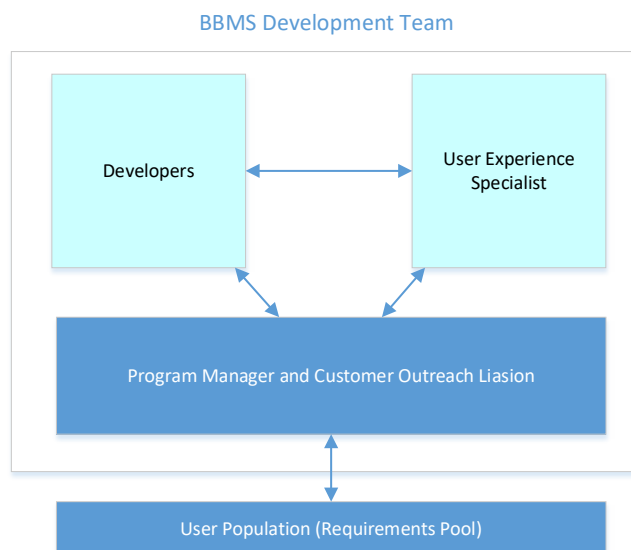 BBMS Development Team
Developers
User Experience
Specialist
Program Manager and Customer Outreach Liasion
User Population (Requirements Pool)